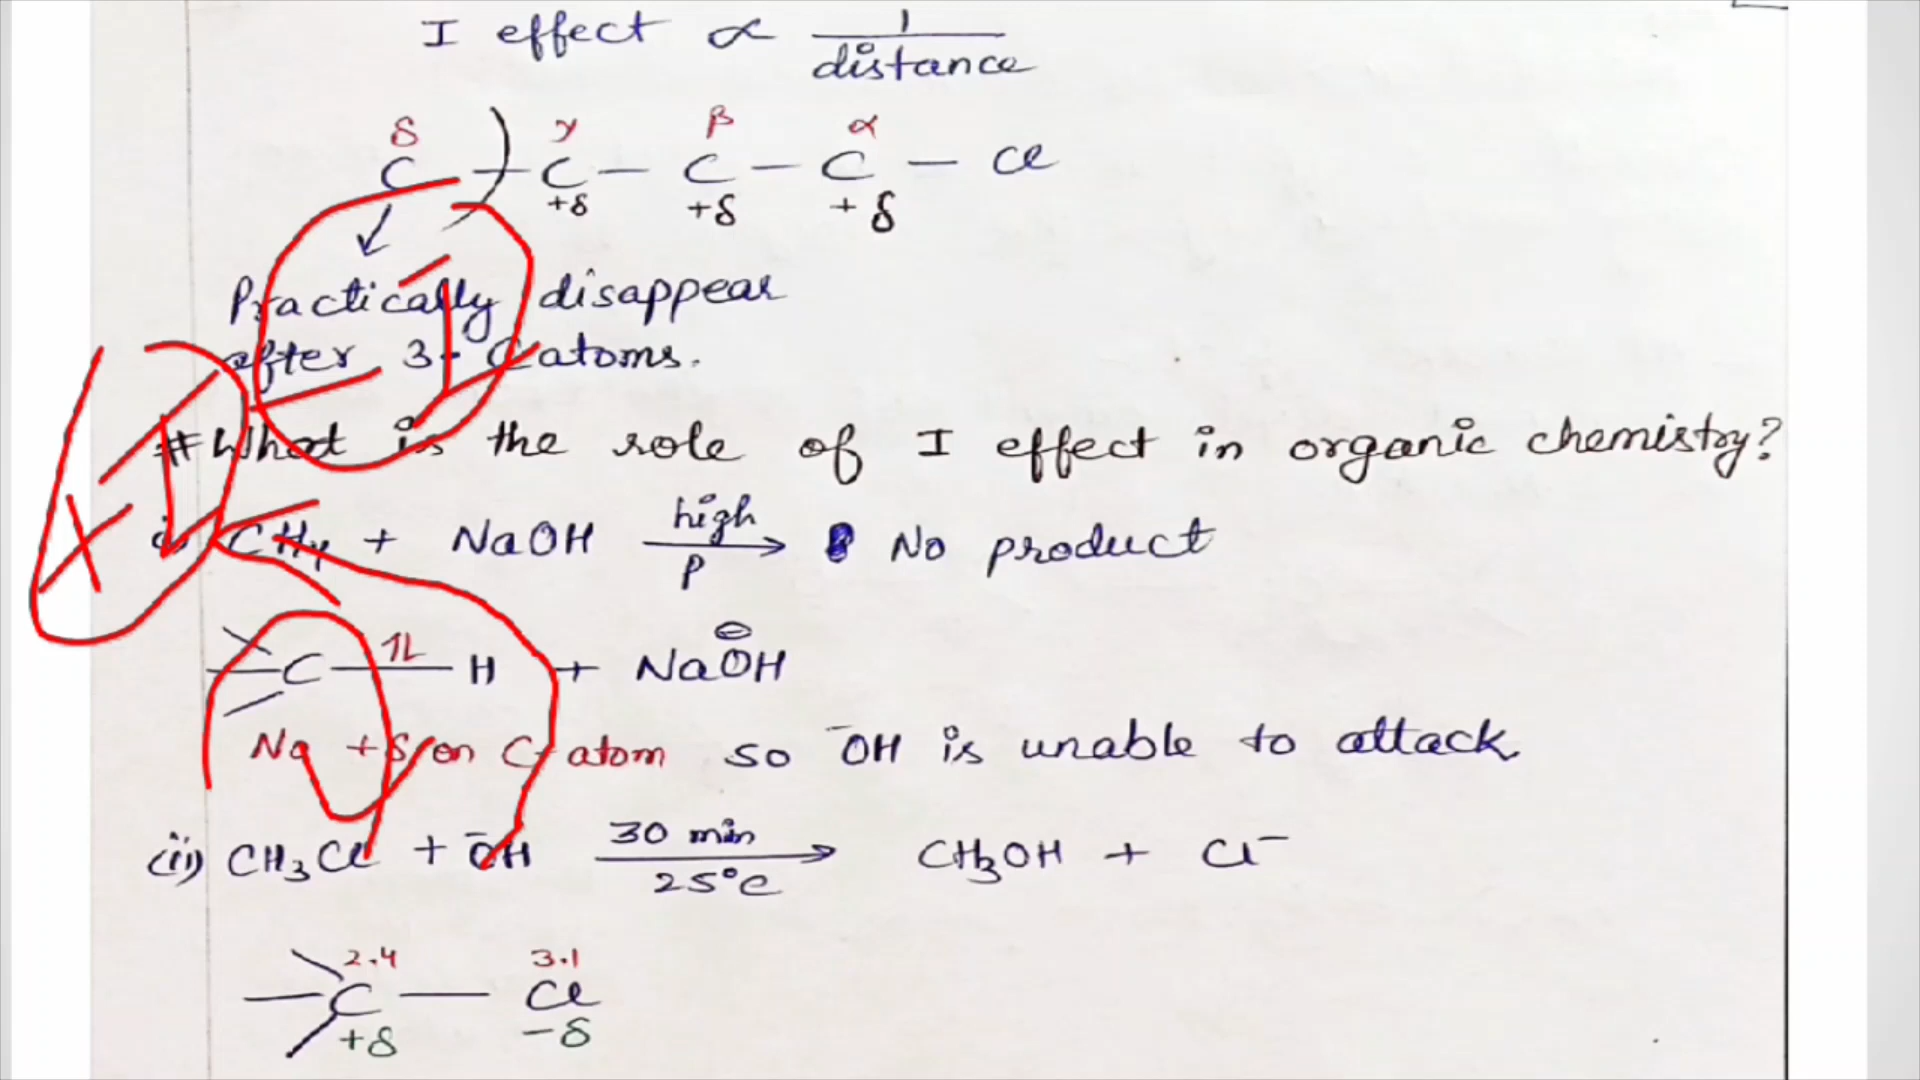 I effect ∝ 1/distance
δ γ β α
C - C - C - C - Cl
+δ +δ +δ
Practically disappear
after 3-C atoms.
# What is the role of I effect in organic chemistry?
i) CH4 + NaOH high P → No product
C 1L H + NaOH ⊖
No +δ on C-atom so ⁻OH is unable to attack
(ii) CH3Cl + ⁻OH 30 min 25°C → CH3OH + Cl⁻
2.4 3.1
C - Cl
+δ -δ
I
+I